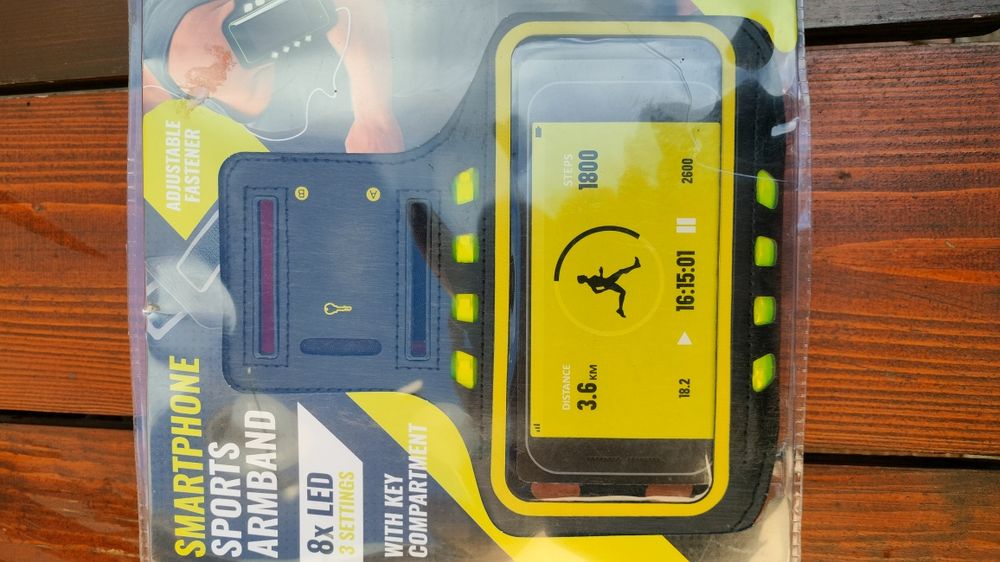 ADJUSTABLE
FASTENER
B
A
SMARTPHONE
SPORTS
ARMBAND
8x LED
3 SETTINGS
WITH KEY
COMPARTMENT
DISTANCE
3.6 KM
STEPS
1800
18.2
16:15:01
2600